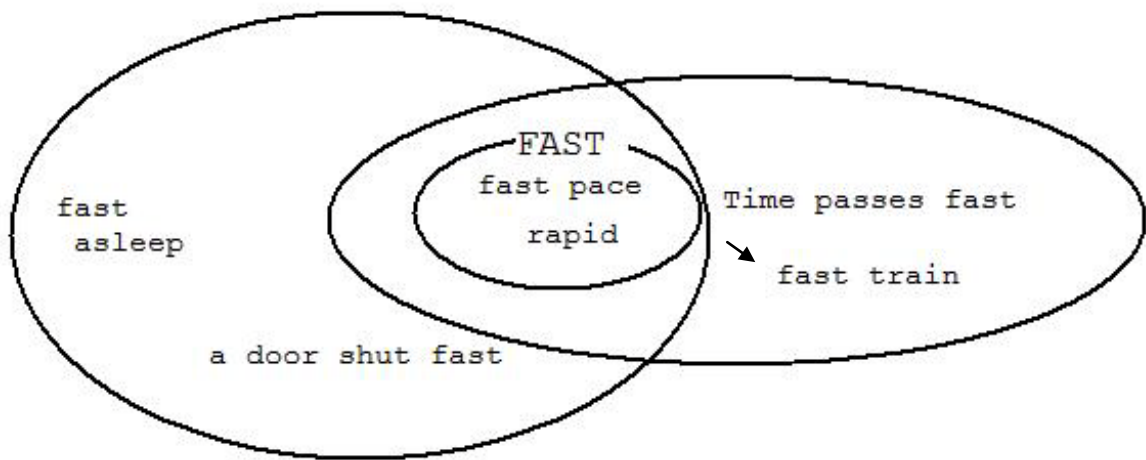 FAST
fast pace
rapid
fast
asleep
Time passes fast
fast train
a door shut fast